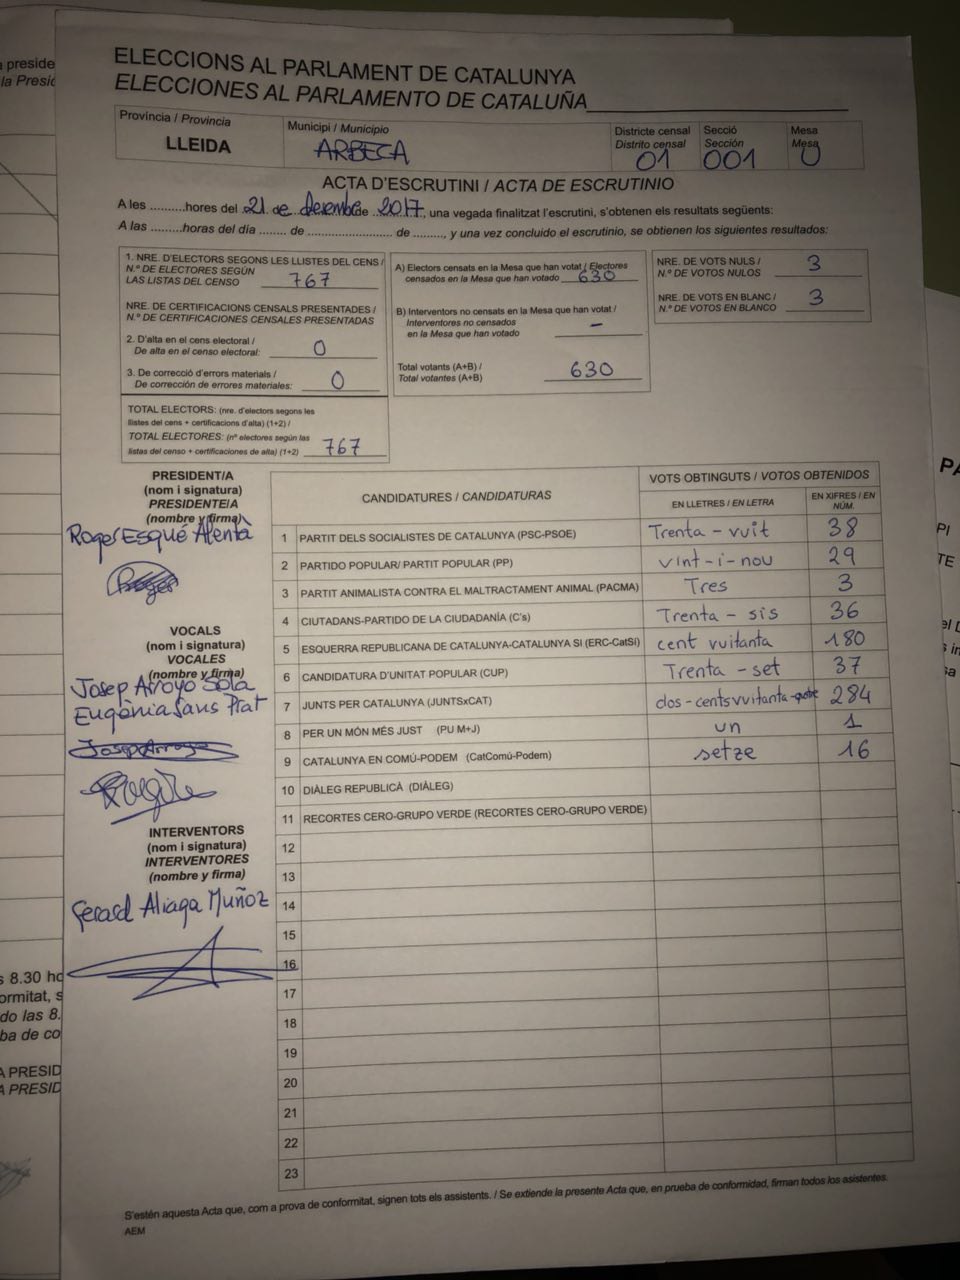 a preside
la Presid
ELECCIONS AL PARLAMENT DE CATALUNYA
ELECCIONES AL PARLAMENTO DE CATALUÑA
Provincia / Provincia
LLEIDA
Municipi / Municipio
ARBECA
Districte censal
Distrito censal
01
Secció
Sección
001
Mesa
Mesa
U
ACTA D'ESCRUTINI / ACTA DE ESCRUTINIO
A les .........hores del 21 de desembre de 2017, una vegada finalitzat l'escrutini, s'obtenen els resultats següents:
A las .........horas del día ....... de ....................... de ........, y una vez concluido el escrutinio, se obtienen los siguientes resultados:
1. NRE. D'ELECTORS SEGONS LES LLISTES DEL CENS /
N.º DE ELECTORES SEGÚN
LAS LISTAS DEL CENSO 767
NRE. DE CERTIFICACIONS CENSALS PRESENTADES /
N.º DE CERTIFICACIONES CENSALES PRESENTADAS
2. D'alta en el cens electoral /
De alta en el censo electoral: 0
3. De correcció d'errors materials /
De corrección de errores materiales: 0
TOTAL ELECTORS: (nre. d'electors segons les
llistes del cens + certificacions d'alta) (1+2) /
TOTAL ELECTORES: (nº electores según las
listas del censo + certificaciones de alta) (1+2) 767
A) Electors censats en la Mesa que han votat / Electores
censados en la Mesa que han votado 630
B) Interventors no censats en la Mesa que han votat /
Interventores no censados
en la Mesa que han votado –
Total votants (A+B) /
Total votantes (A+B) 630
NRE. DE VOTS NULS /
N.º DE VOTOS NULOS 3
NRE. DE VOTS EN BLANC /
N.º DE VOTOS EN BLANCO 3
PRESIDENT/A
(nom i signatura)
PRESIDENTE/A
(nombre y firma)
Roger Esqué Alentà
Roger
VOCALS
(nom i signatura)
VOCALES
(nombre y firma)
Josep Arroyo Solà
Eugènia Sans Prat
Josep Arroyo
INTERVENTORS
(nom i signatura)
INTERVENTORES
(nombre y firma)
Gerard Aliaga Muñoz
CANDIDATURES / CANDIDATURAS
VOTS OBTINGUTS / VOTOS OBTENIDOS
EN LLETRES / EN LETRA
EN XIFRES / EN NÚM.
1 PARTIT DELS SOCIALISTES DE CATALUNYA (PSC-PSOE) Trenta - vuit 38
2 PARTIDO POPULAR/ PARTIT POPULAR (PP) vint-i-nou 29
3 PARTIT ANIMALISTA CONTRA EL MALTRACTAMENT ANIMAL (PACMA) Tres 3
4 CIUTADANS-PARTIDO DE LA CIUDADANÍA (C's) Trenta - sis 36
5 ESQUERRA REPUBLICANA DE CATALUNYA-CATALUNYA SI (ERC-CatSí) cent vuitanta 180
6 CANDIDATURA D'UNITAT POPULAR (CUP) Trenta - set 37
7 JUNTS PER CATALUNYA (JUNTSxCAT) dos-cents vuitanta-quatre 284
8 PER UN MÓN MÉS JUST (PU M+J) un 1
9 CATALUNYA EN COMÚ-PODEM (CatComú-Podem) setze 16
10 DIÀLEG REPUBLICÀ (DIÀLEG)
11 RECORTES CERO-GRUPO VERDE (RECORTES CERO-GRUPO VERDE)
12
13
14
15
16
17
18
19
20
21
22
23
S'estén aquesta Acta que, com a prova de conformitat, signen tots els assistents. / Se extiende la presente Acta que, en prueba de conformidad, firman todos los asistentes.
AEM
s 8.30 ho
ormitat, s
do las 8.
ba de co
A PRESID
A PRESID
PA
PI
TE
el D
s in
sa